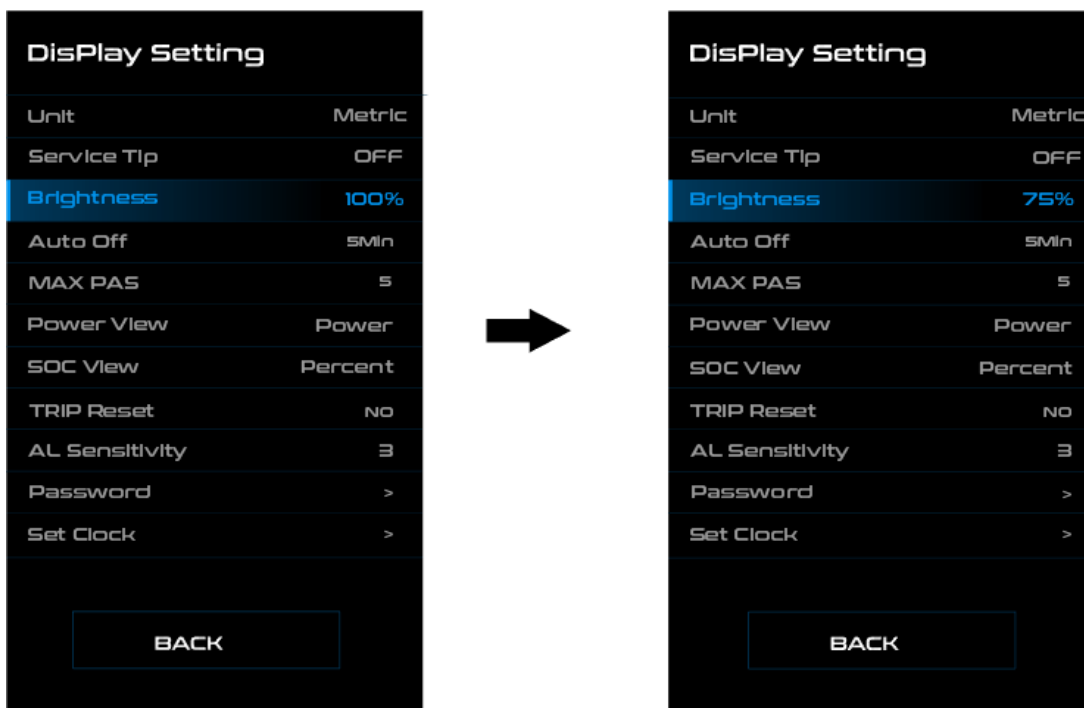 DisPlay Setting
Unit Metric
Service Tip OFF
Brightness 100%
Auto Off 5Min
MAX PAS 5
Power View Power
SOC View Percent
TRIP Reset NO
AL Sensitivity 3
Password >
Set Clock >
BACK
DisPlay Setting
Unit Metric
Service Tip OFF
Brightness 75%
Auto Off 5Min
MAX PAS 5
Power View Power
SOC View Percent
TRIP Reset NO
AL Sensitivity 3
Password >
Set Clock >
BACK